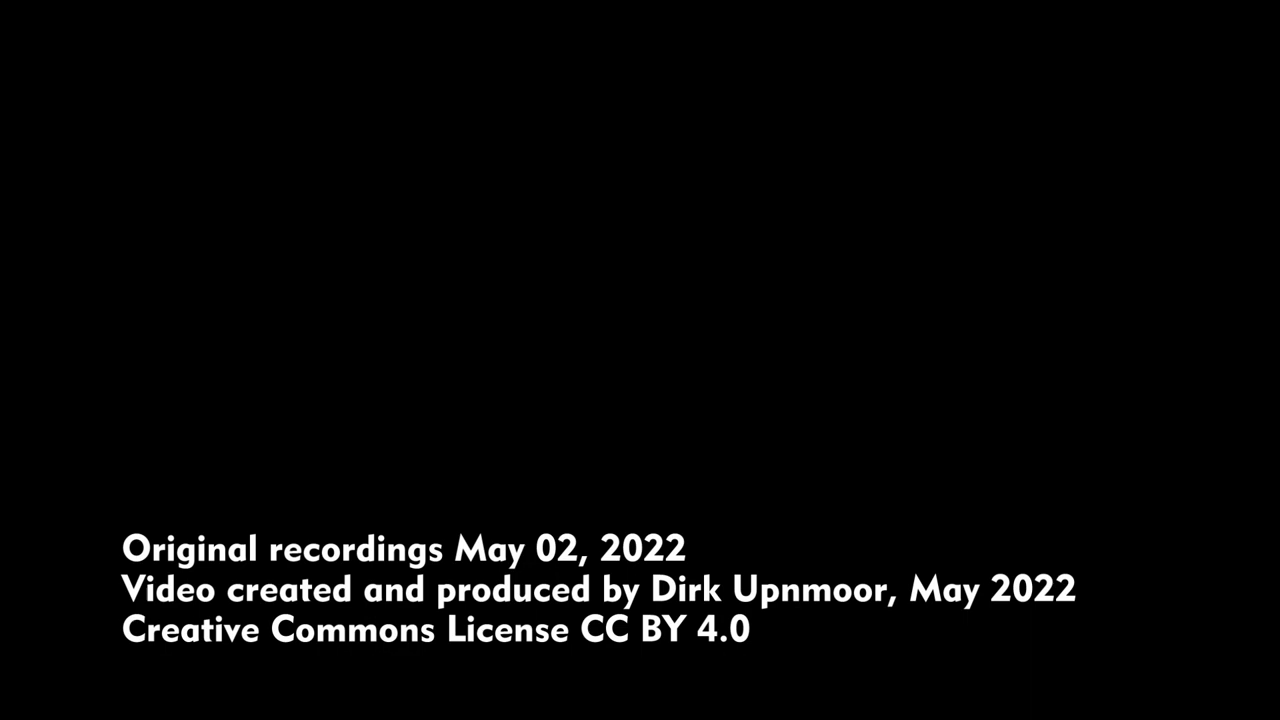 Original recordings May 02, 2022
Video created and produced by Dirk Upnmoor, May 2022
Creative Commons License CC BY 4.0